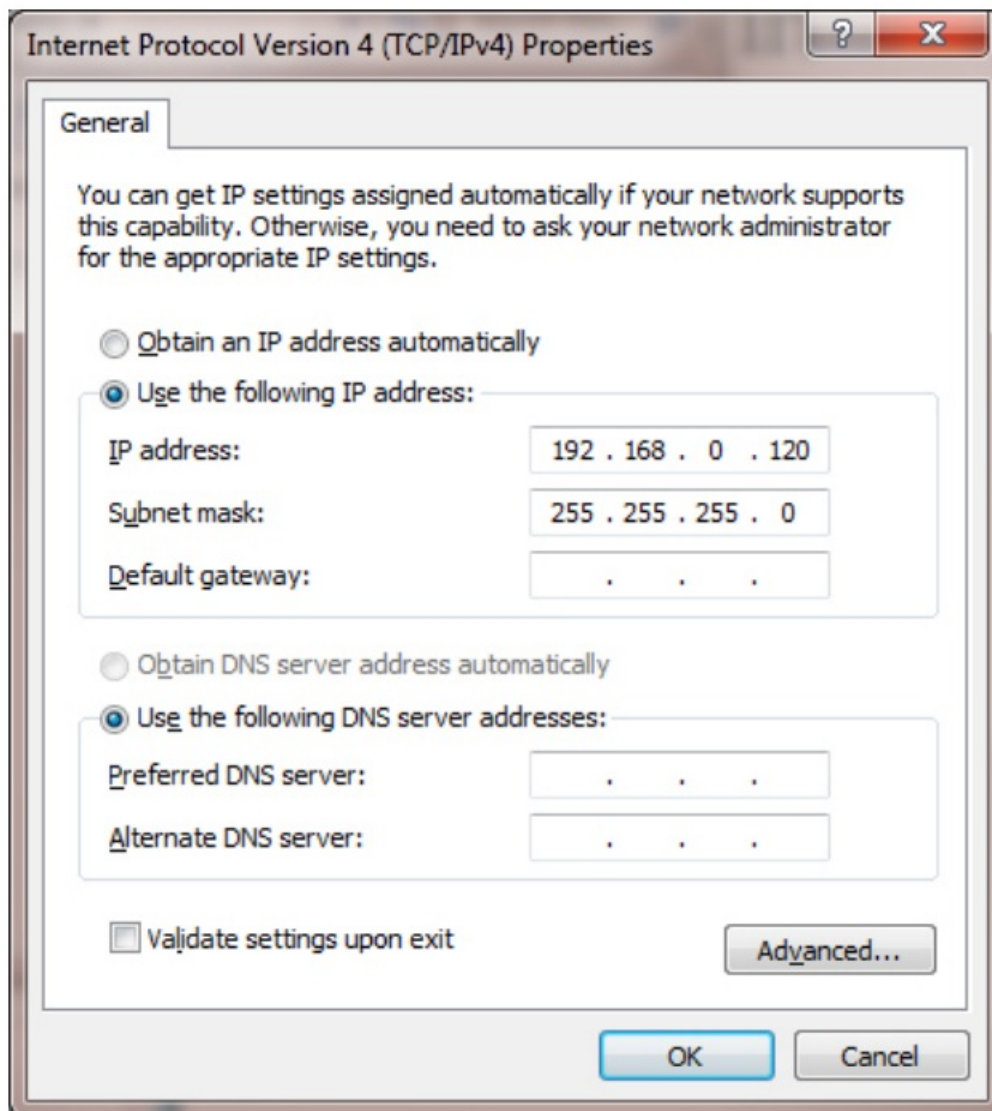 Internet Protocol Version 4 (TCP/IPv4) Properties
?
General
You can get IP settings assigned automatically if your network supports
this capability. Otherwise, you need to ask your network administrator
for the appropriate IP settings.
Obtain an IP address automatically
Use the following IP address:
IP address: 192 . 168 . 0 . 120
Subnet mask: 255 . 255 . 255 . 0
Default gateway: . . .
Obtain DNS server address automatically
Use the following DNS server addresses:
Preferred DNS server: . . .
Alternate DNS server: . . .
Validate settings upon exit
Advanced...
OK Cancel